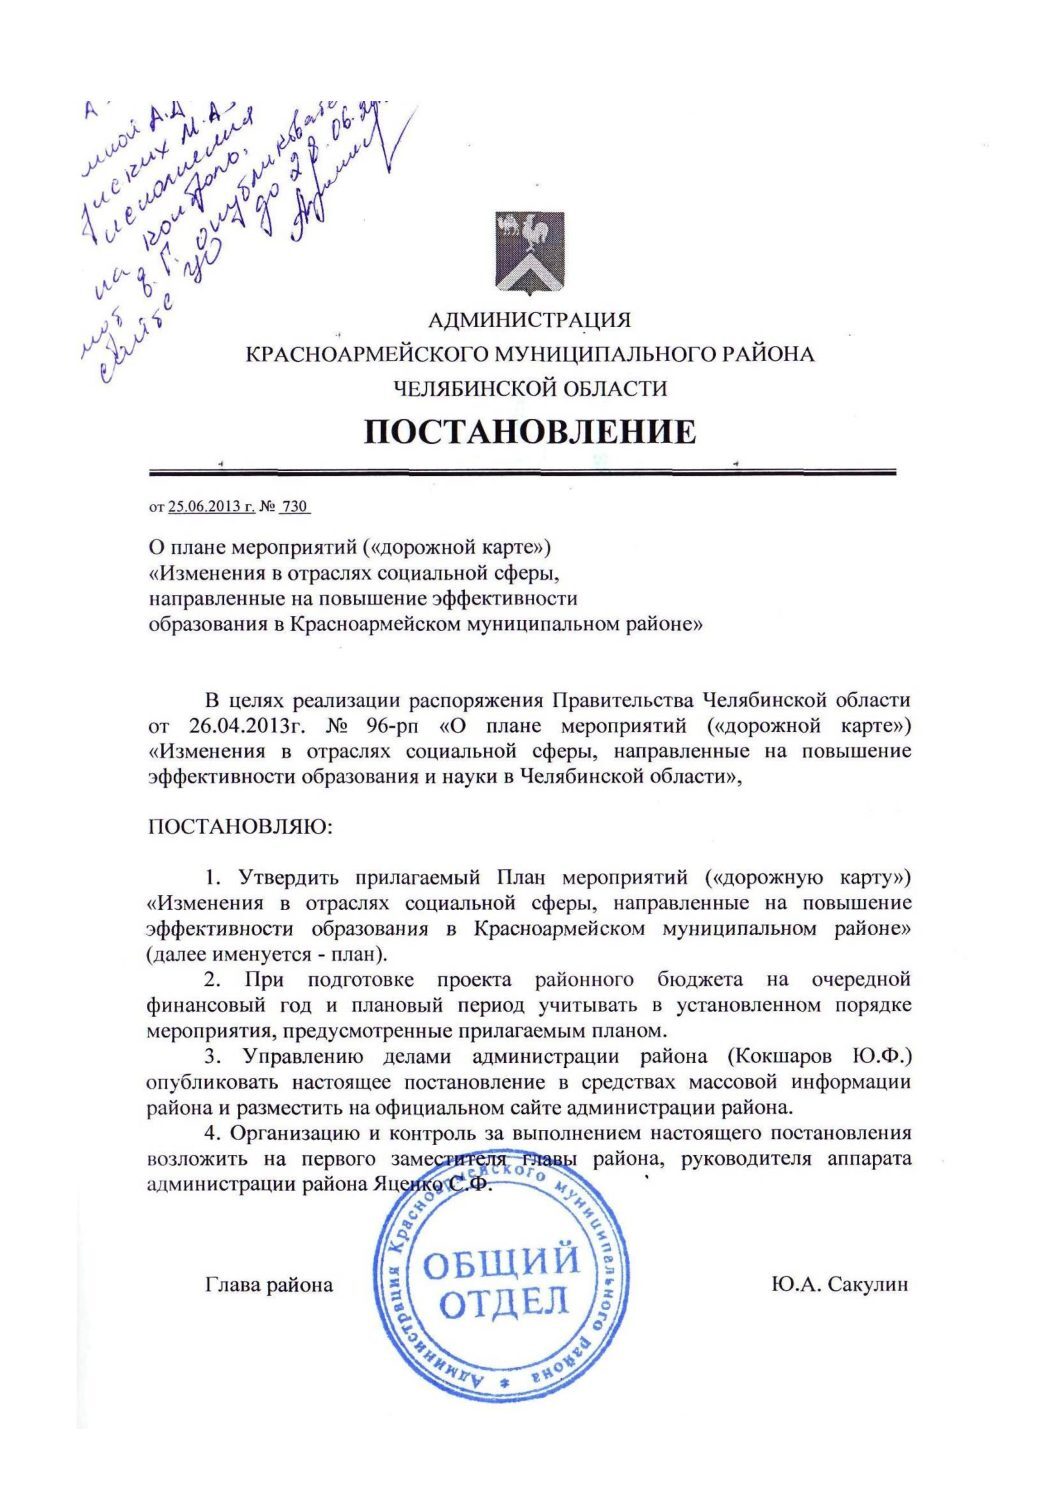 А
мной А.А
ских М.А
исполнения
на контроль.
опубликовать
до 28.06.
сайте
АДМИНИСТРАЦИЯ
КРАСНОАРМЕЙСКОГО МУНИЦИПАЛЬНОГО РАЙОНА
ЧЕЛЯБИНСКОЙ ОБЛАСТИ
ПОСТАНОВЛЕНИЕ
от 25.06.2013 г. № 730
О плане мероприятий («дорожной карте»)
«Изменения в отраслях социальной сферы,
направленные на повышение эффективности
образования в Красноармейском муниципальном районе»
В целях реализации распоряжения Правительства Челябинской области
от 26.04.2013г. № 96-рп «О плане мероприятий («дорожной карте»)
«Изменения в отраслях социальной сферы, направленные на повышение
эффективности образования и науки в Челябинской области»,
ПОСТАНОВЛЯЮ:
1. Утвердить прилагаемый План мероприятий («дорожную карту»)
«Изменения в отраслях социальной сферы, направленные на повышение
эффективности образования в Красноармейском муниципальном районе»
(далее именуется - план).
2. При подготовке проекта районного бюджета на очередной
финансовый год и плановый период учитывать в установленном порядке
мероприятия, предусмотренные прилагаемым планом.
3. Управлению делами администрации района (Кокшаров Ю.Ф.)
опубликовать настоящее постановление в средствах массовой информации
района и разместить на официальном сайте администрации района.
4. Организацию и контроль за выполнением настоящего постановления
возложить на первого заместителя главы района, руководителя аппарата
администрации района Яценко С.Ф.
Глава района Ю.А. Сакулин
Администрация Красноармейского муниципального района *
ОБЩИЙ
ОТДЕЛ